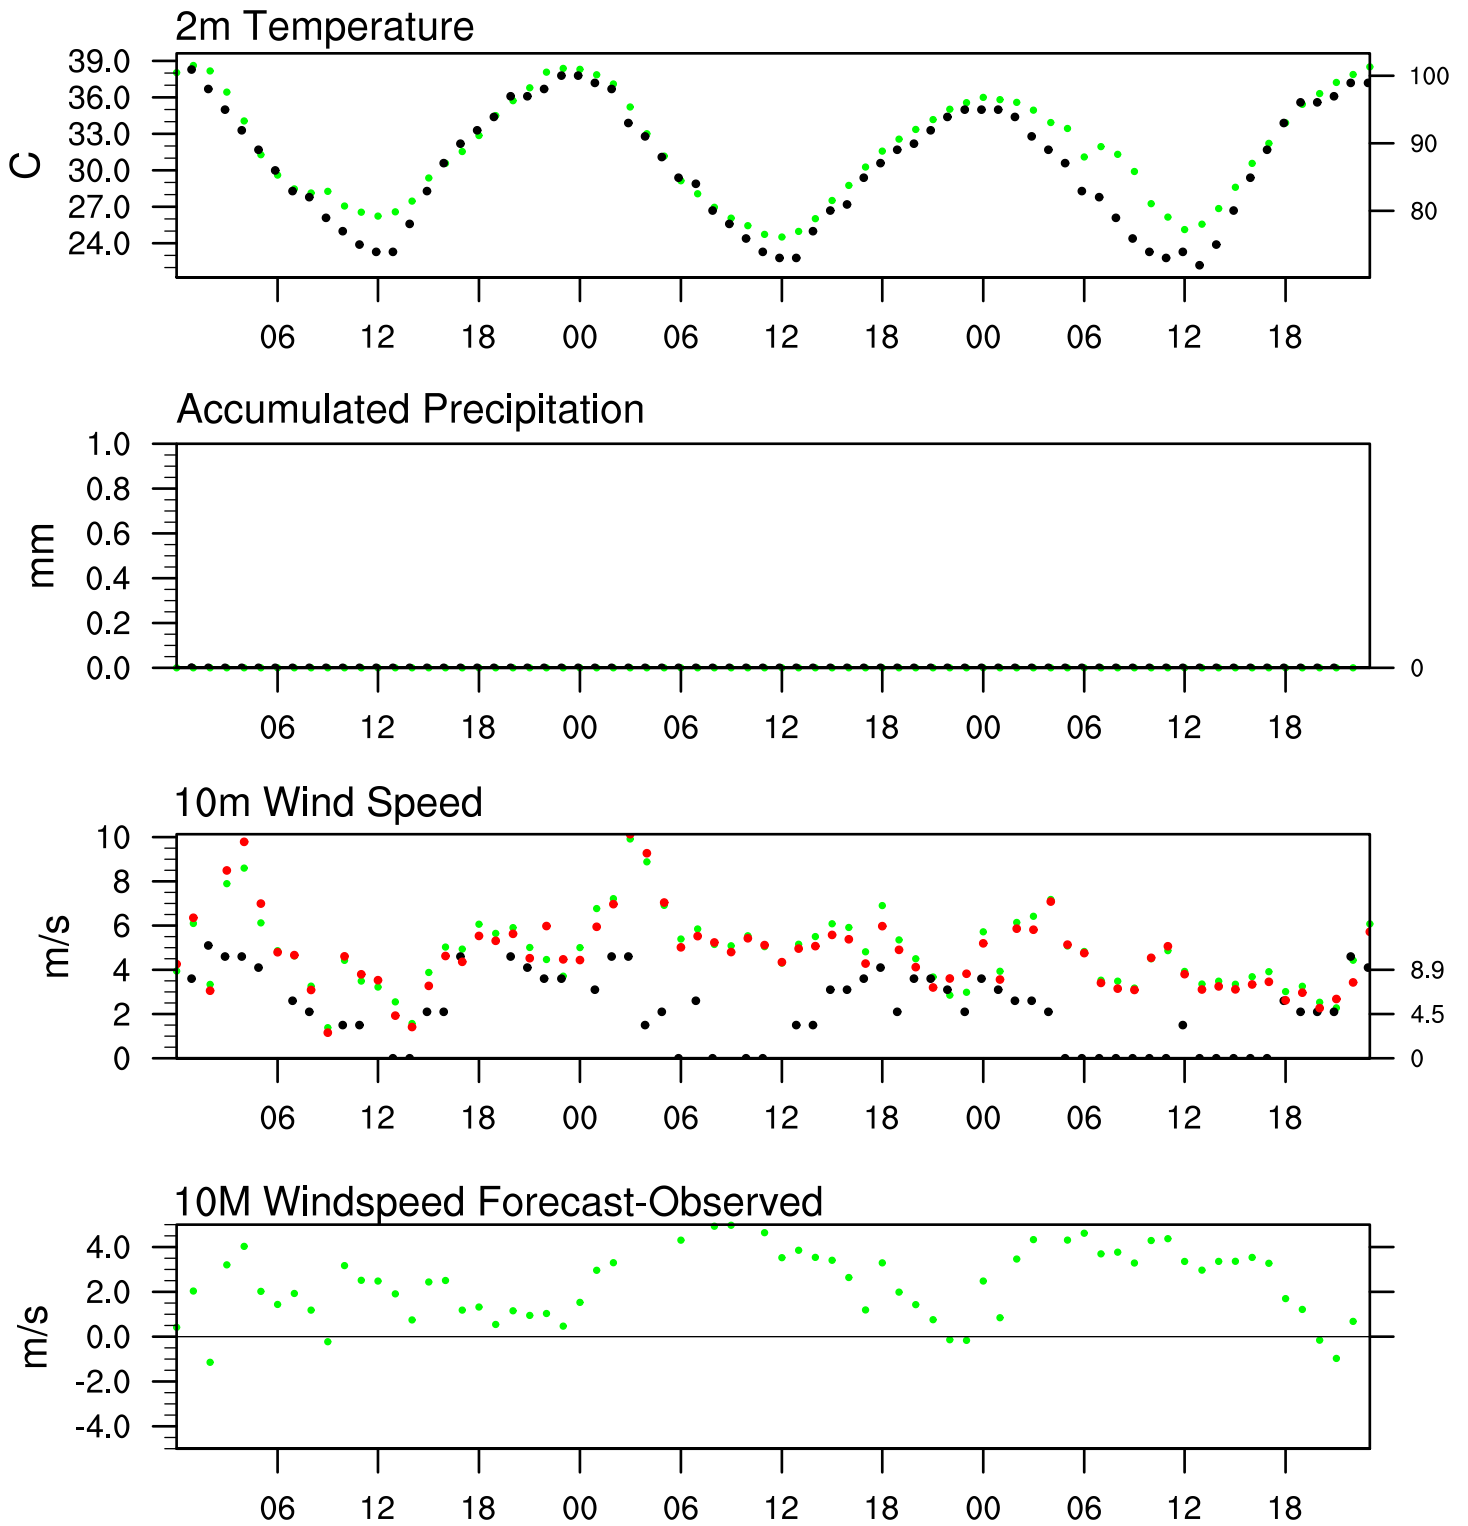 2m Temperature
39.0
36.0
33.0
30.0
27.0
24.0
C
100
90
80
06 12 18 00 06 12 18 00 06 12 18
Accumulated Precipitation
1.0
0.8
0.6
0.4
0.2
0.0
mm
0
06 12 18 00 06 12 18 00 06 12 18
10m Wind Speed
10
8
6
4
2
0
m/s
8.9
4.5
0
06 12 18 00 06 12 18 00 06 12 18
10M Windspeed Forecast-Observed
4.0
2.0
0.0
-2.0
-4.0
m/s
06 12 18 00 06 12 18 00 06 12 18